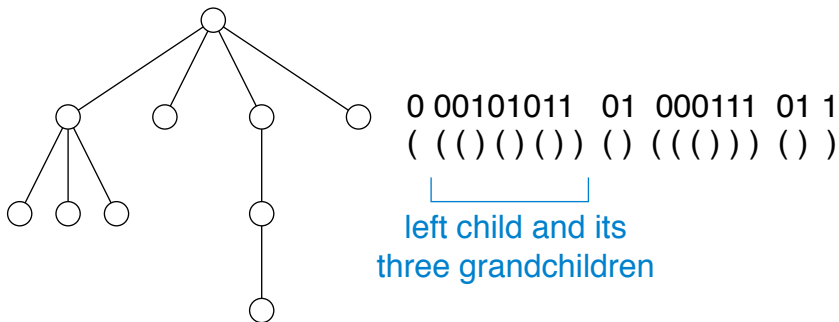 0 00101011 01 000111 01 1
( ( ( ) ( ) ( ) ) ( ) ( ( ( ) ) ) ( ) )
left child and its
three grandchildren